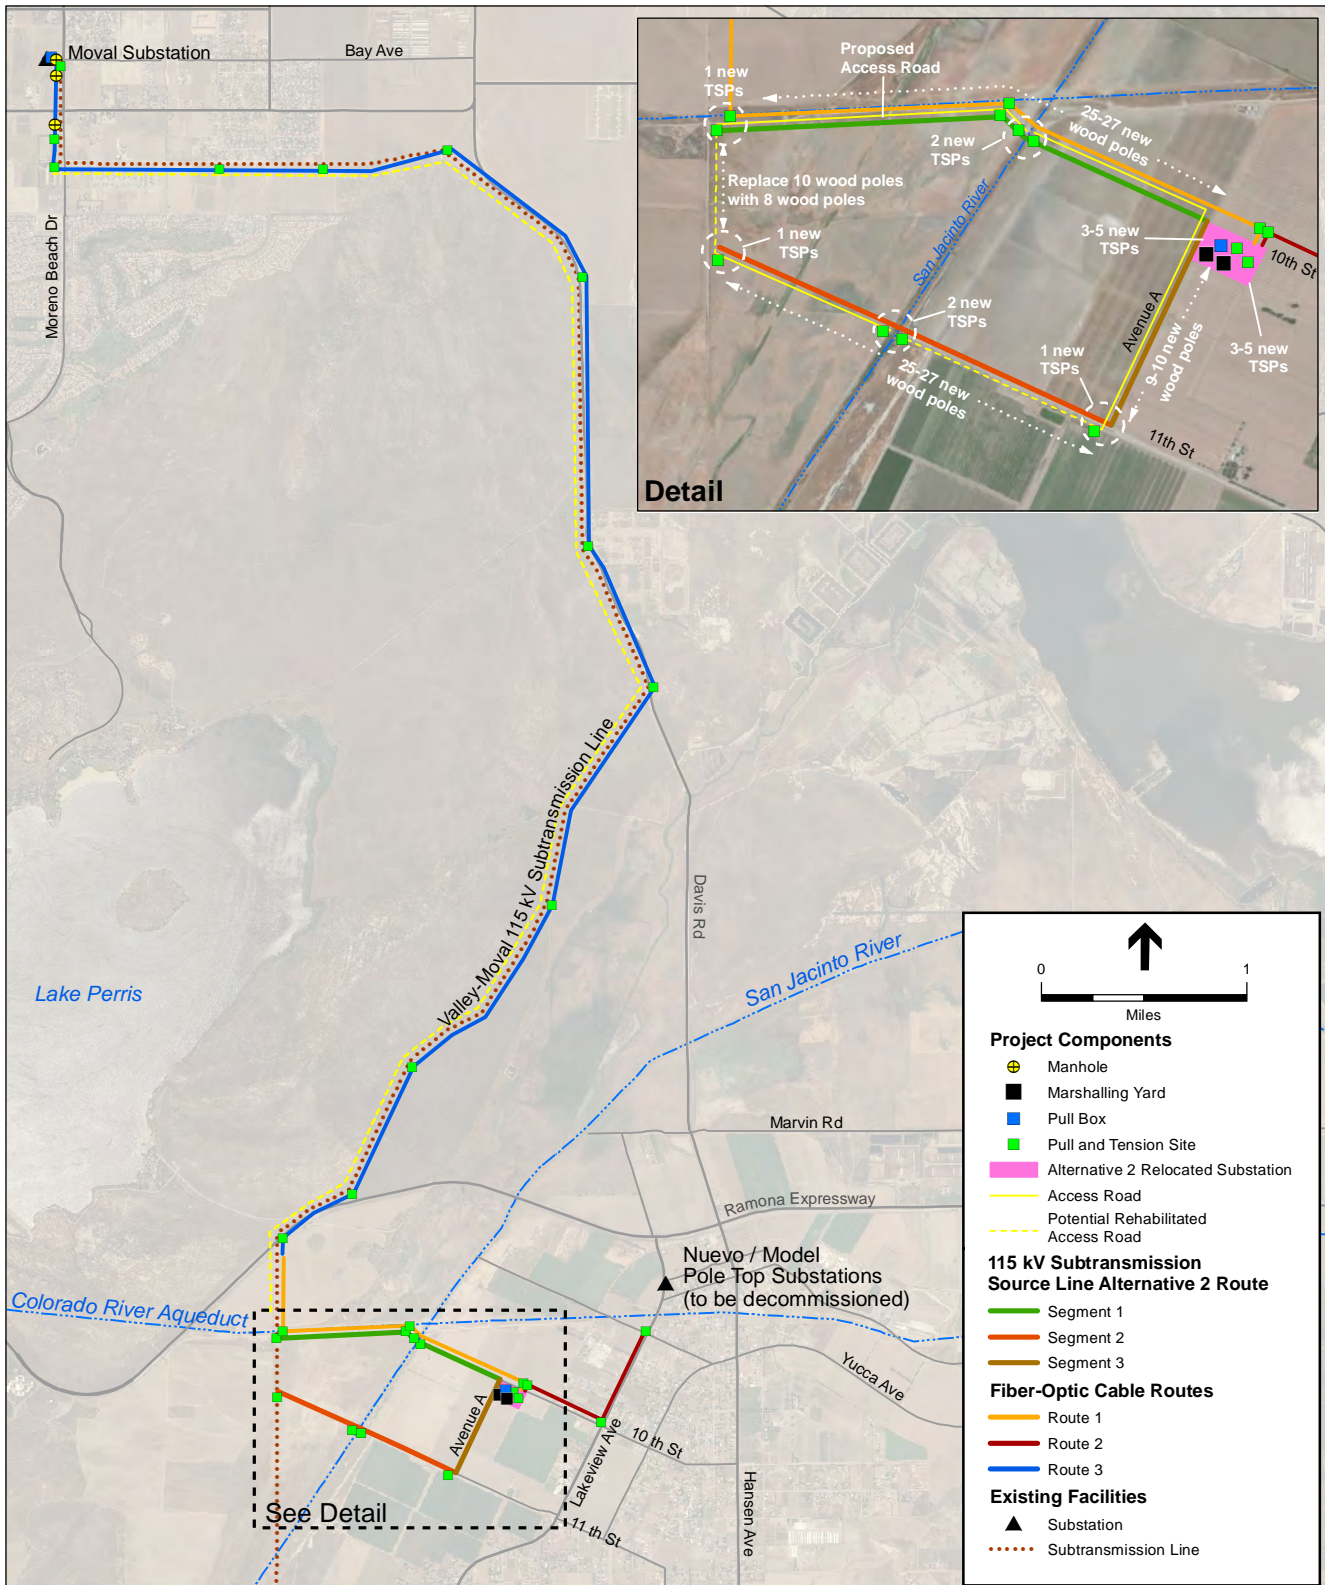 Moval Substation
Bay Ave
Moreno Beach Dr
Proposed
Access Road
1 new
TSPs
25-27 new
wood poles
2 new
TSPs
Replace 10 wood poles
with 8 wood poles
San Jacinto River
1 new
TSPs
3-5 new
TSPs
10th St
2 new
TSPs
Avenue A
9-10 new
wood poles
3-5 new
TSPs
1 new
TSPs
25-27 new
wood poles
11th St
Detail
Valley-Moval 115 kV Subtransmission Line
Davis Rd
Lake Perris
San Jacinto River
Marvin Rd
Ramona Expressway
Nuevo / Model
Pole Top Substations
(to be decommissioned)
Colorado River Aqueduct
Yucca Ave
Avenue A
Lakeview Ave
10 th St
Hansen Ave
11 th St
See Detail
0 1
Miles
Project Components
Manhole
Marshalling Yard
Pull Box
Pull and Tension Site
Alternative 2 Relocated Substation
Access Road
Potential Rehabilitated
Access Road
115 kV Subtransmission
Source Line Alternative 2 Route
Segment 1
Segment 2
Segment 3
Fiber-Optic Cable Routes
Route 1
Route 2
Route 3
Existing Facilities
Substation
Subtransmission Line